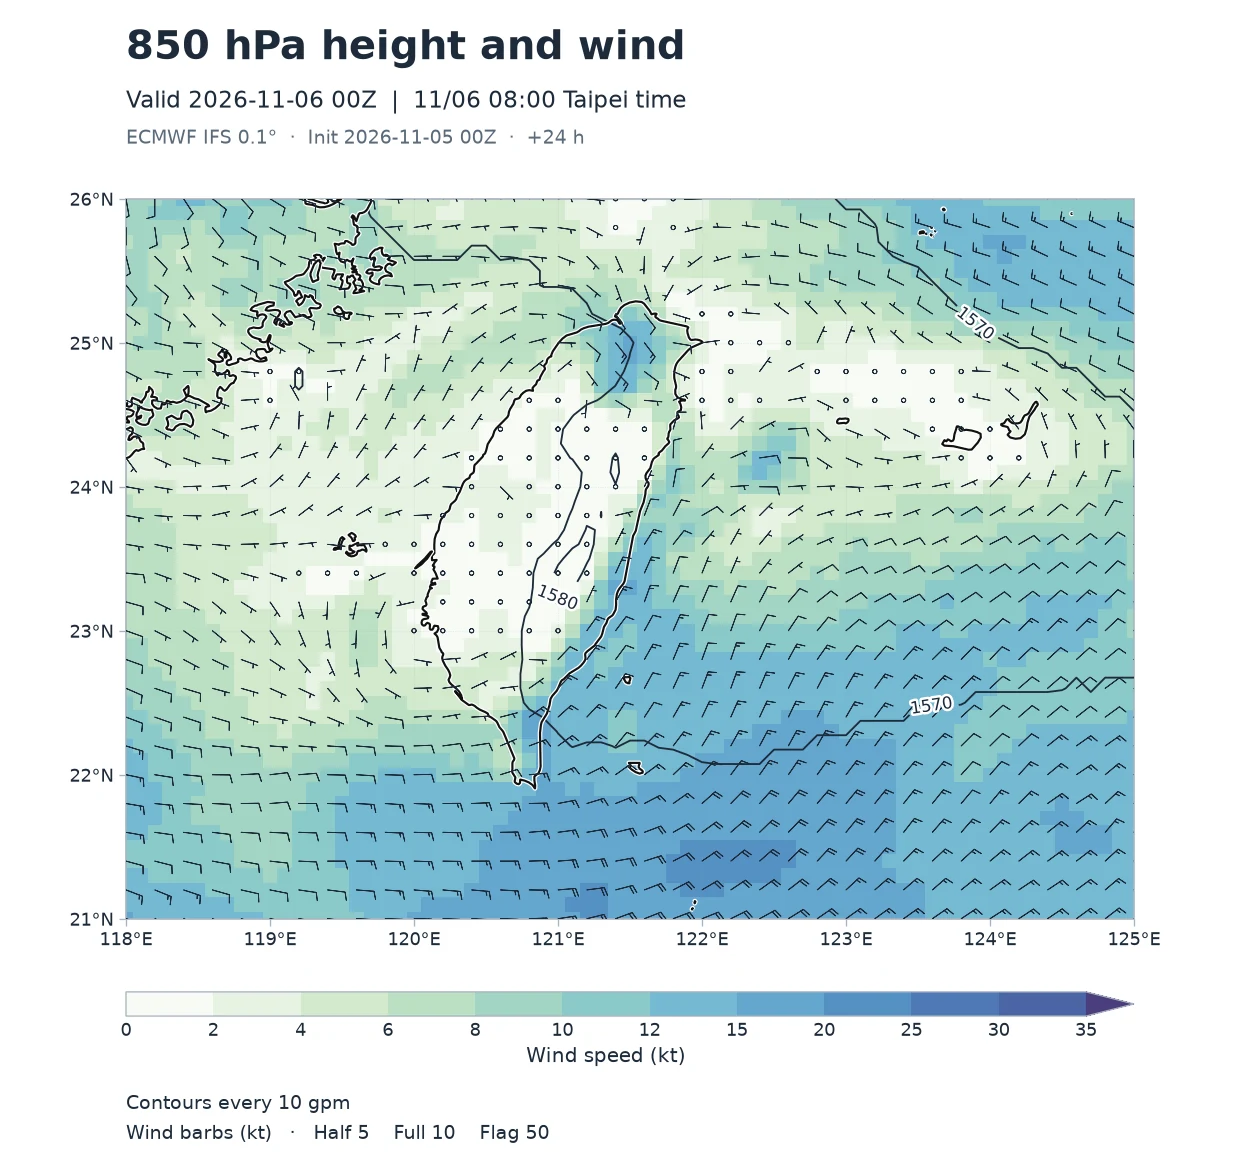 850 hPa height and wind
Valid 2026-11-06 00Z | 11/06 08:00 Taipei time
ECMWF IFS 0.1° · Init 2026-11-05 00Z · +24 h
26°N
25°N
24°N
23°N
22°N
21°N
1570
1580
1570
118°E 119°E 120°E 121°E 122°E 123°E 124°E 125°E
0 2 4 6 8 10 12 15 20 25 30 35
Wind speed (kt)
Contours every 10 gpm
Wind barbs (kt) · Half 5 Full 10 Flag 50